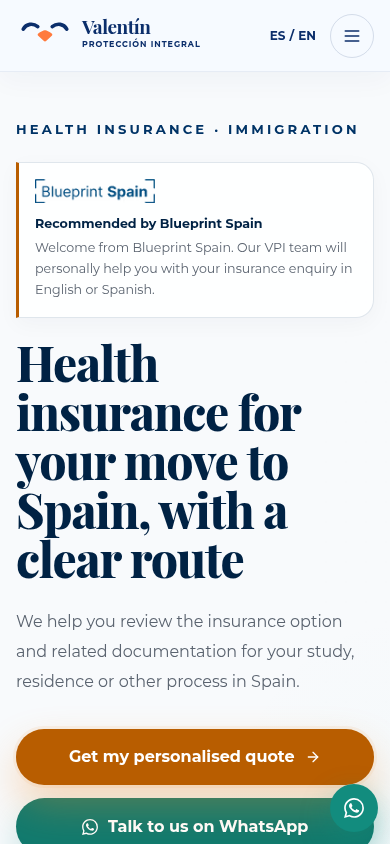 Valentín
PROTECCIÓN INTEGRAL
ES / EN
HEALTH INSURANCE · IMMIGRATION
Blueprint Spain
Recommended by Blueprint Spain
Welcome from Blueprint Spain. Our VPI team will
personally help you with your insurance enquiry in
English or Spanish.
Health
insurance for
your move to
Spain, with a
clear route
We help you review the insurance option
and related documentation for your study,
residence or other process in Spain.
Get my personalised quote →
Talk to us on WhatsApp